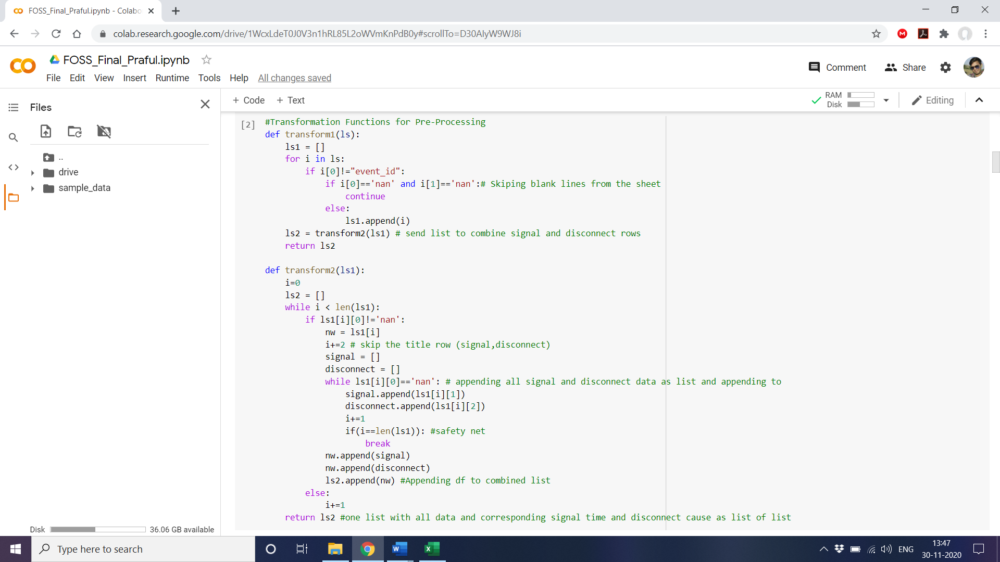 FOSS_Final_Praful.ipynb - Colabo
colab.research.google.com/drive/1WcxLdeT0J0V3n1hRL85L2oWVmKnPdB0y#scrollTo=D30AIyW9WJ8i
FOSS_Final_Praful.ipynb
Comment Share
File Edit View Insert Runtime Tools Help All changes saved
Files
+ Code + Text
RAM
Disk
Editing
..
drive
sample_data
[2] #Transformation Functions for Pre-Processing
def transform1(ls):
    ls1 = []
    for i in ls:
        if i[0]!="event_id":
            if i[0]=='nan' and i[1]=='nan':# Skiping blank lines from the sheet
                continue
            else:
                ls1.append(i)
    ls2 = transform2(ls1) # send list to combine signal and disconnect rows
    return ls2
def transform2(ls1):
    i=0
    ls2 = []
    while i < len(ls1):
        if ls1[i][0]!='nan':
            nw = ls1[i]
            i+=2 # skip the title row (signal,disconnect)
            signal = []
            disconnect = []
            while ls1[i][0]=='nan': # appending all signal and disconnect data as list and appending to
                signal.append(ls1[i][1])
                disconnect.append(ls1[i][2])
                i+=1
                if(i==len(ls1)): #safety net
                    break
            nw.append(signal)
            nw.append(disconnect)
            ls2.append(nw) #Appending df to combined list
        else:
            i+=1
    return ls2 #one list with all data and corresponding signal time and disconnect cause as list of list
Disk 36.06 GB available
Type here to search
ENG
13:47
30-11-2020